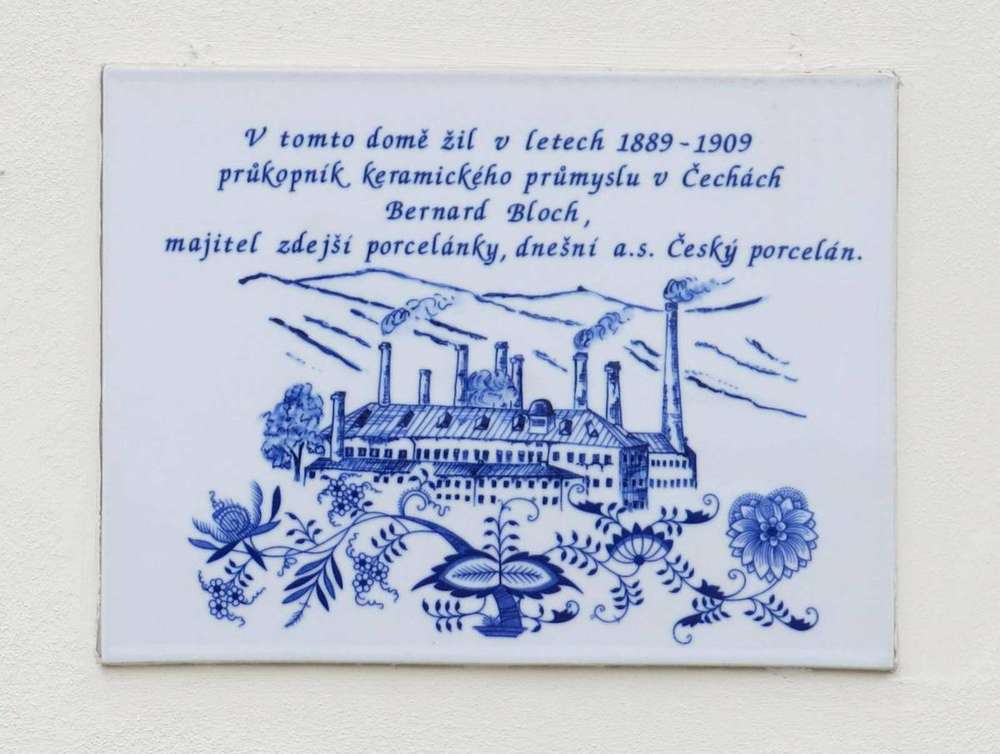 V tomto domě žil v letech 1889-1909
průkopník keramického průmyslu v Čechách
Bernard Bloch,
majitel zdejší porcelánky, dnešní a.s. Český porcelán.